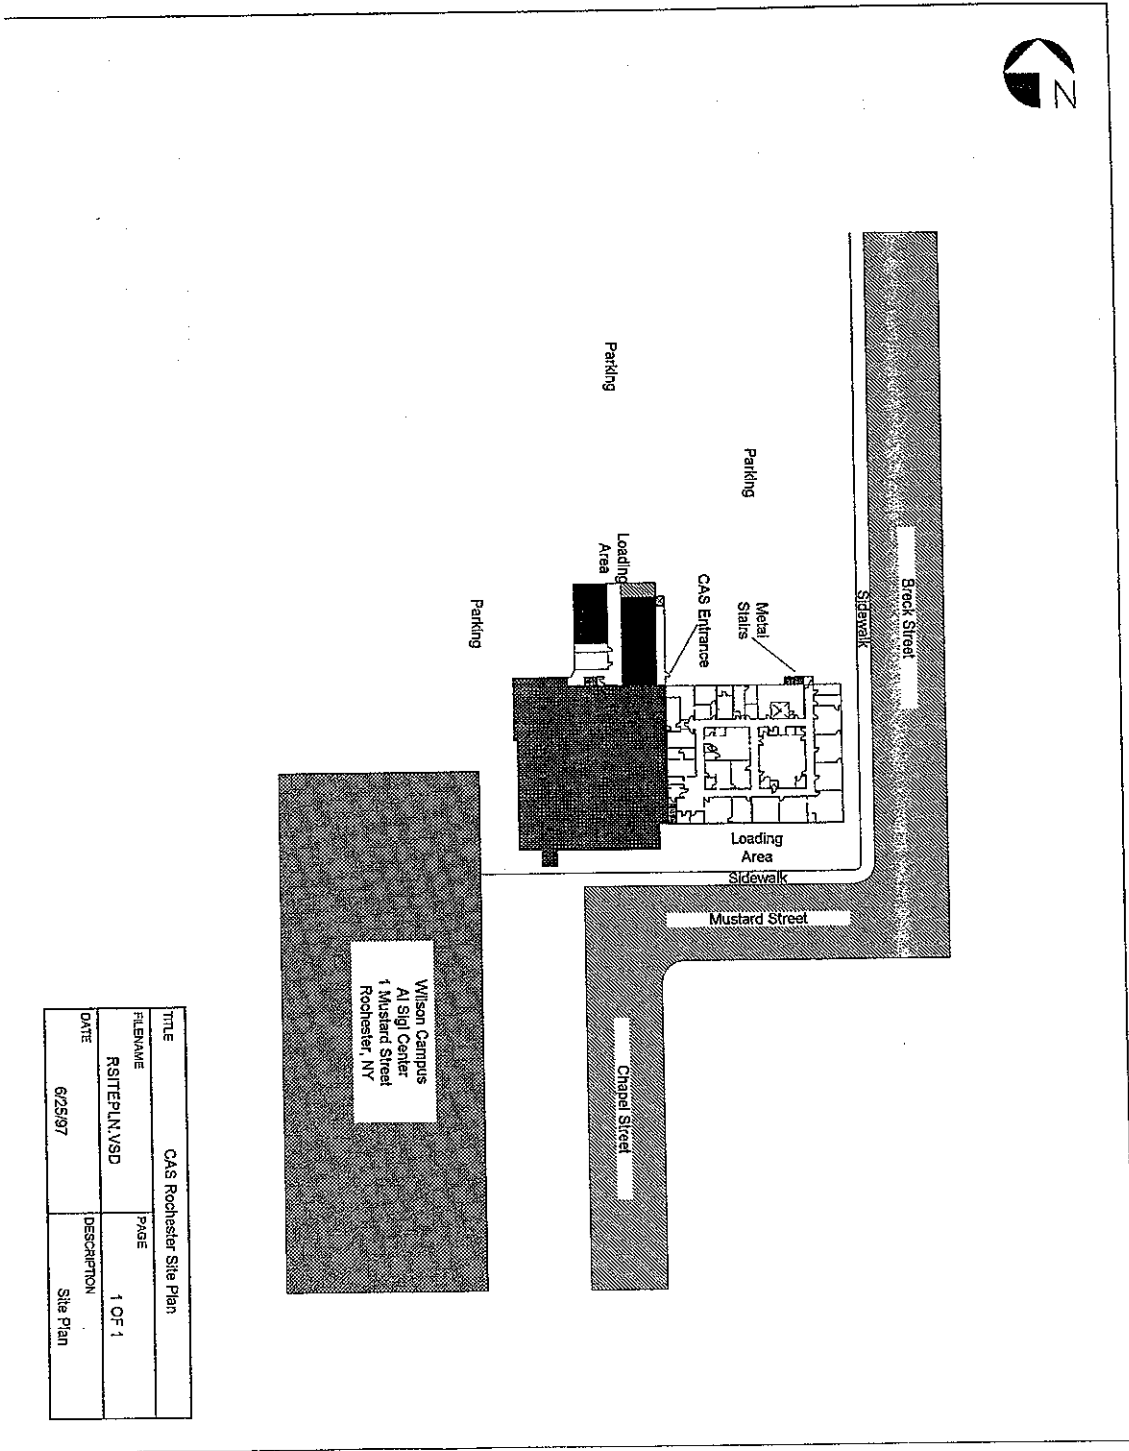 N
Breck Street
Sidewalk
Parking
Parking
Metal
Stairs
CAS Entrance
Loading
Area
Parking
Loading
Area
Sidewalk
Mustard Street
Chapel Street
Wilson Campus
Al Sigl Center
1 Mustard Street
Rochester, NY
TITLE
CAS Rochester Site Plan
FILENAME
RSITEPLN.VSD
PAGE
1 OF 1
DATE
6/25/97
DESCRIPTION
Site Plan